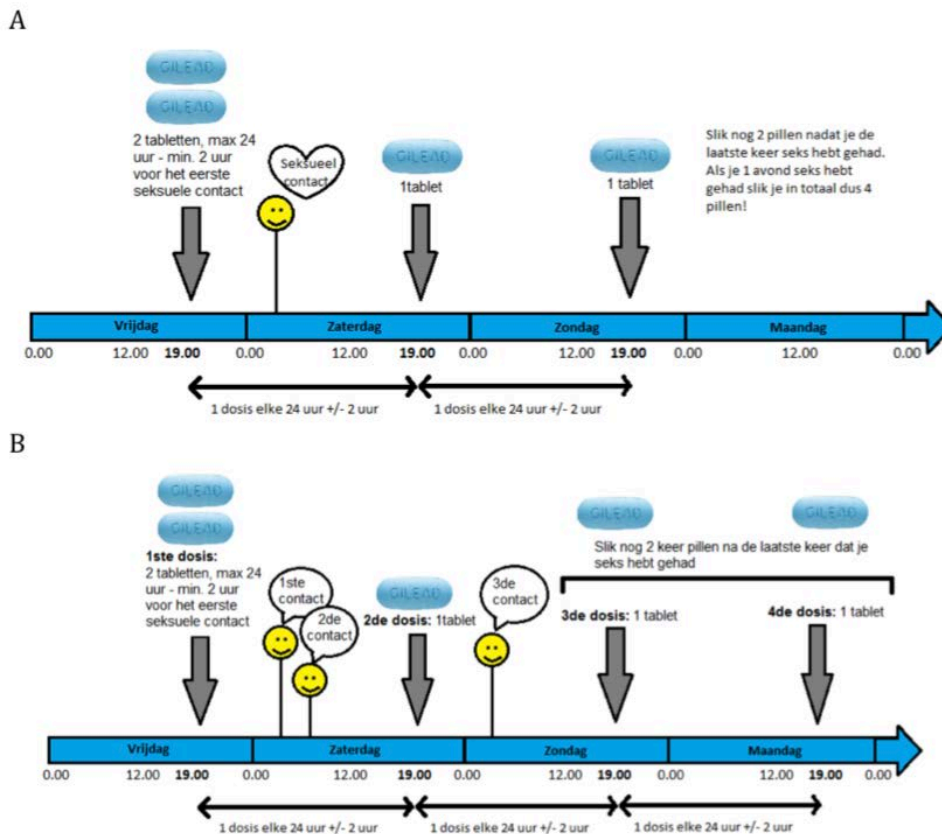 A
GILEAD
GILEAD
2 tabletten, max 24
uur - min. 2 uur
voor het eerste
seksuele contact
Seksueel
contact
GILEAD
1tablet
GILEAD
1 tablet
Slik nog 2 pillen nadat je de
laatste keer seks hebt gehad.
Als je 1 avond seks hebt
gehad slik je in totaal dus 4
pillen!
Vrijdag Zaterdag Zondag Maandag
0.00 12.00 19.00 0.00 12.00 19.00 0.00 12.00 19.00 0.00 12.00 0.00
1 dosis elke 24 uur +/- 2 uur 1 dosis elke 24 uur +/- 2 uur
B
GILEAD
GILEAD
1ste dosis:
2 tabletten, max 24
uur - min. 2 uur
voor het eerste
seksuele contact
1ste
contact
2de
contact
GILEAD
2de dosis: 1tablet
3de
contact
GILEAD GILEAD
Slik nog 2 keer pillen na de laatste keer dat je
seks hebt gehad
3de dosis: 1 tablet 4de dosis: 1 tablet
Vrijdag Zaterdag Zondag Maandag
0.00 12.00 19.00 0.00 12.00 19.00 0.00 12.00 19.00 0.00 12.00 19.00 0.00
1 dosis elke 24 uur +/- 2 uur 1 dosis elke 24 uur +/- 2 uur 1 dosis elke 24 uur +/- 2 uur